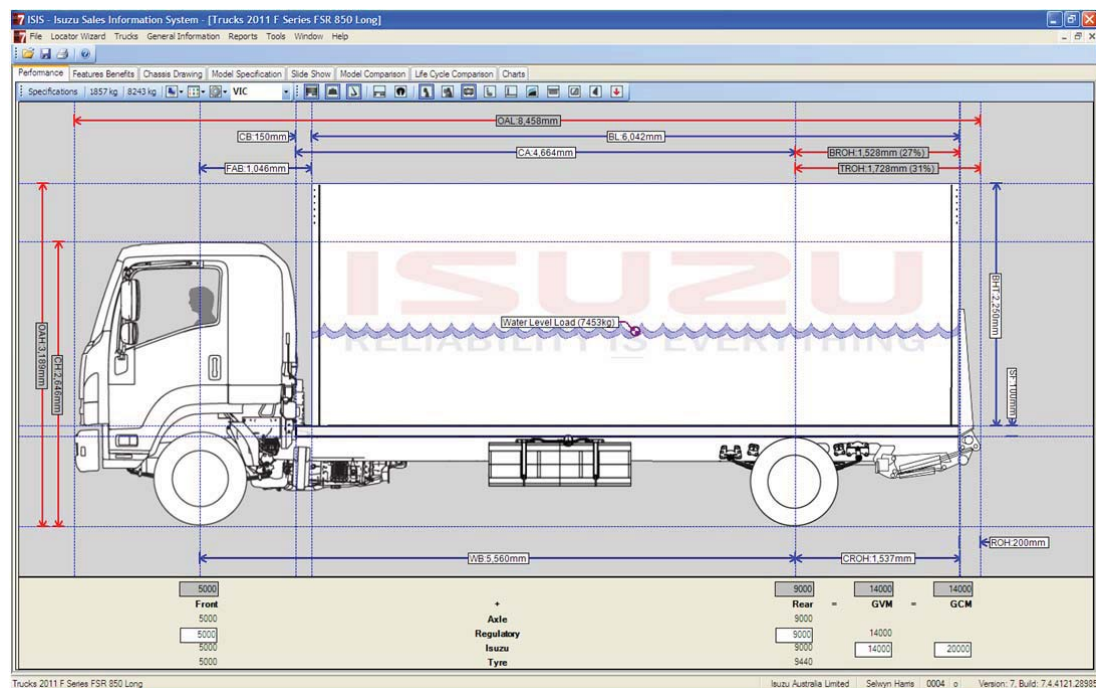 ISIS - Isuzu Sales Information System - [Trucks 2011 F Series FSR 850 Long]
File Locator Wizard Trucks General Information Reports Tools Window Help
Performance Features Benefits Chassis Drawing Model Specification Slide Show Model Comparison Life Cycle Comparison Charts
Specifications 1857 kg 8243 kg VIC
OAL:8,458mm
CB:150mm BL:6,042mm
CA:4,664mm BROH:1,528mm (27%)
FAB:1,046mm TROH:1,728mm (31%)
ISUZU
RELIABILITY IS EVERYTHING
Water Level Load (7453kg)
OAH:3,189mm
CH:2,646mm
BHT:2,250mm
SF:100mm
ROH:200mm
WB:5,560mm CROH:1,537mm
5000 9000 14000 14000
Front + Rear = GVM = GCM
5000 Axle 9000
5000 Regulatory 9000 14000
5000 Isuzu 9000 14000 20000
5000 Tyre 9440
Trucks 2011 F Series FSR 850 Long Isuzu Australia Limited Selwyn Harris 0004 o Version: 7, Build: 7.4.4121.28985